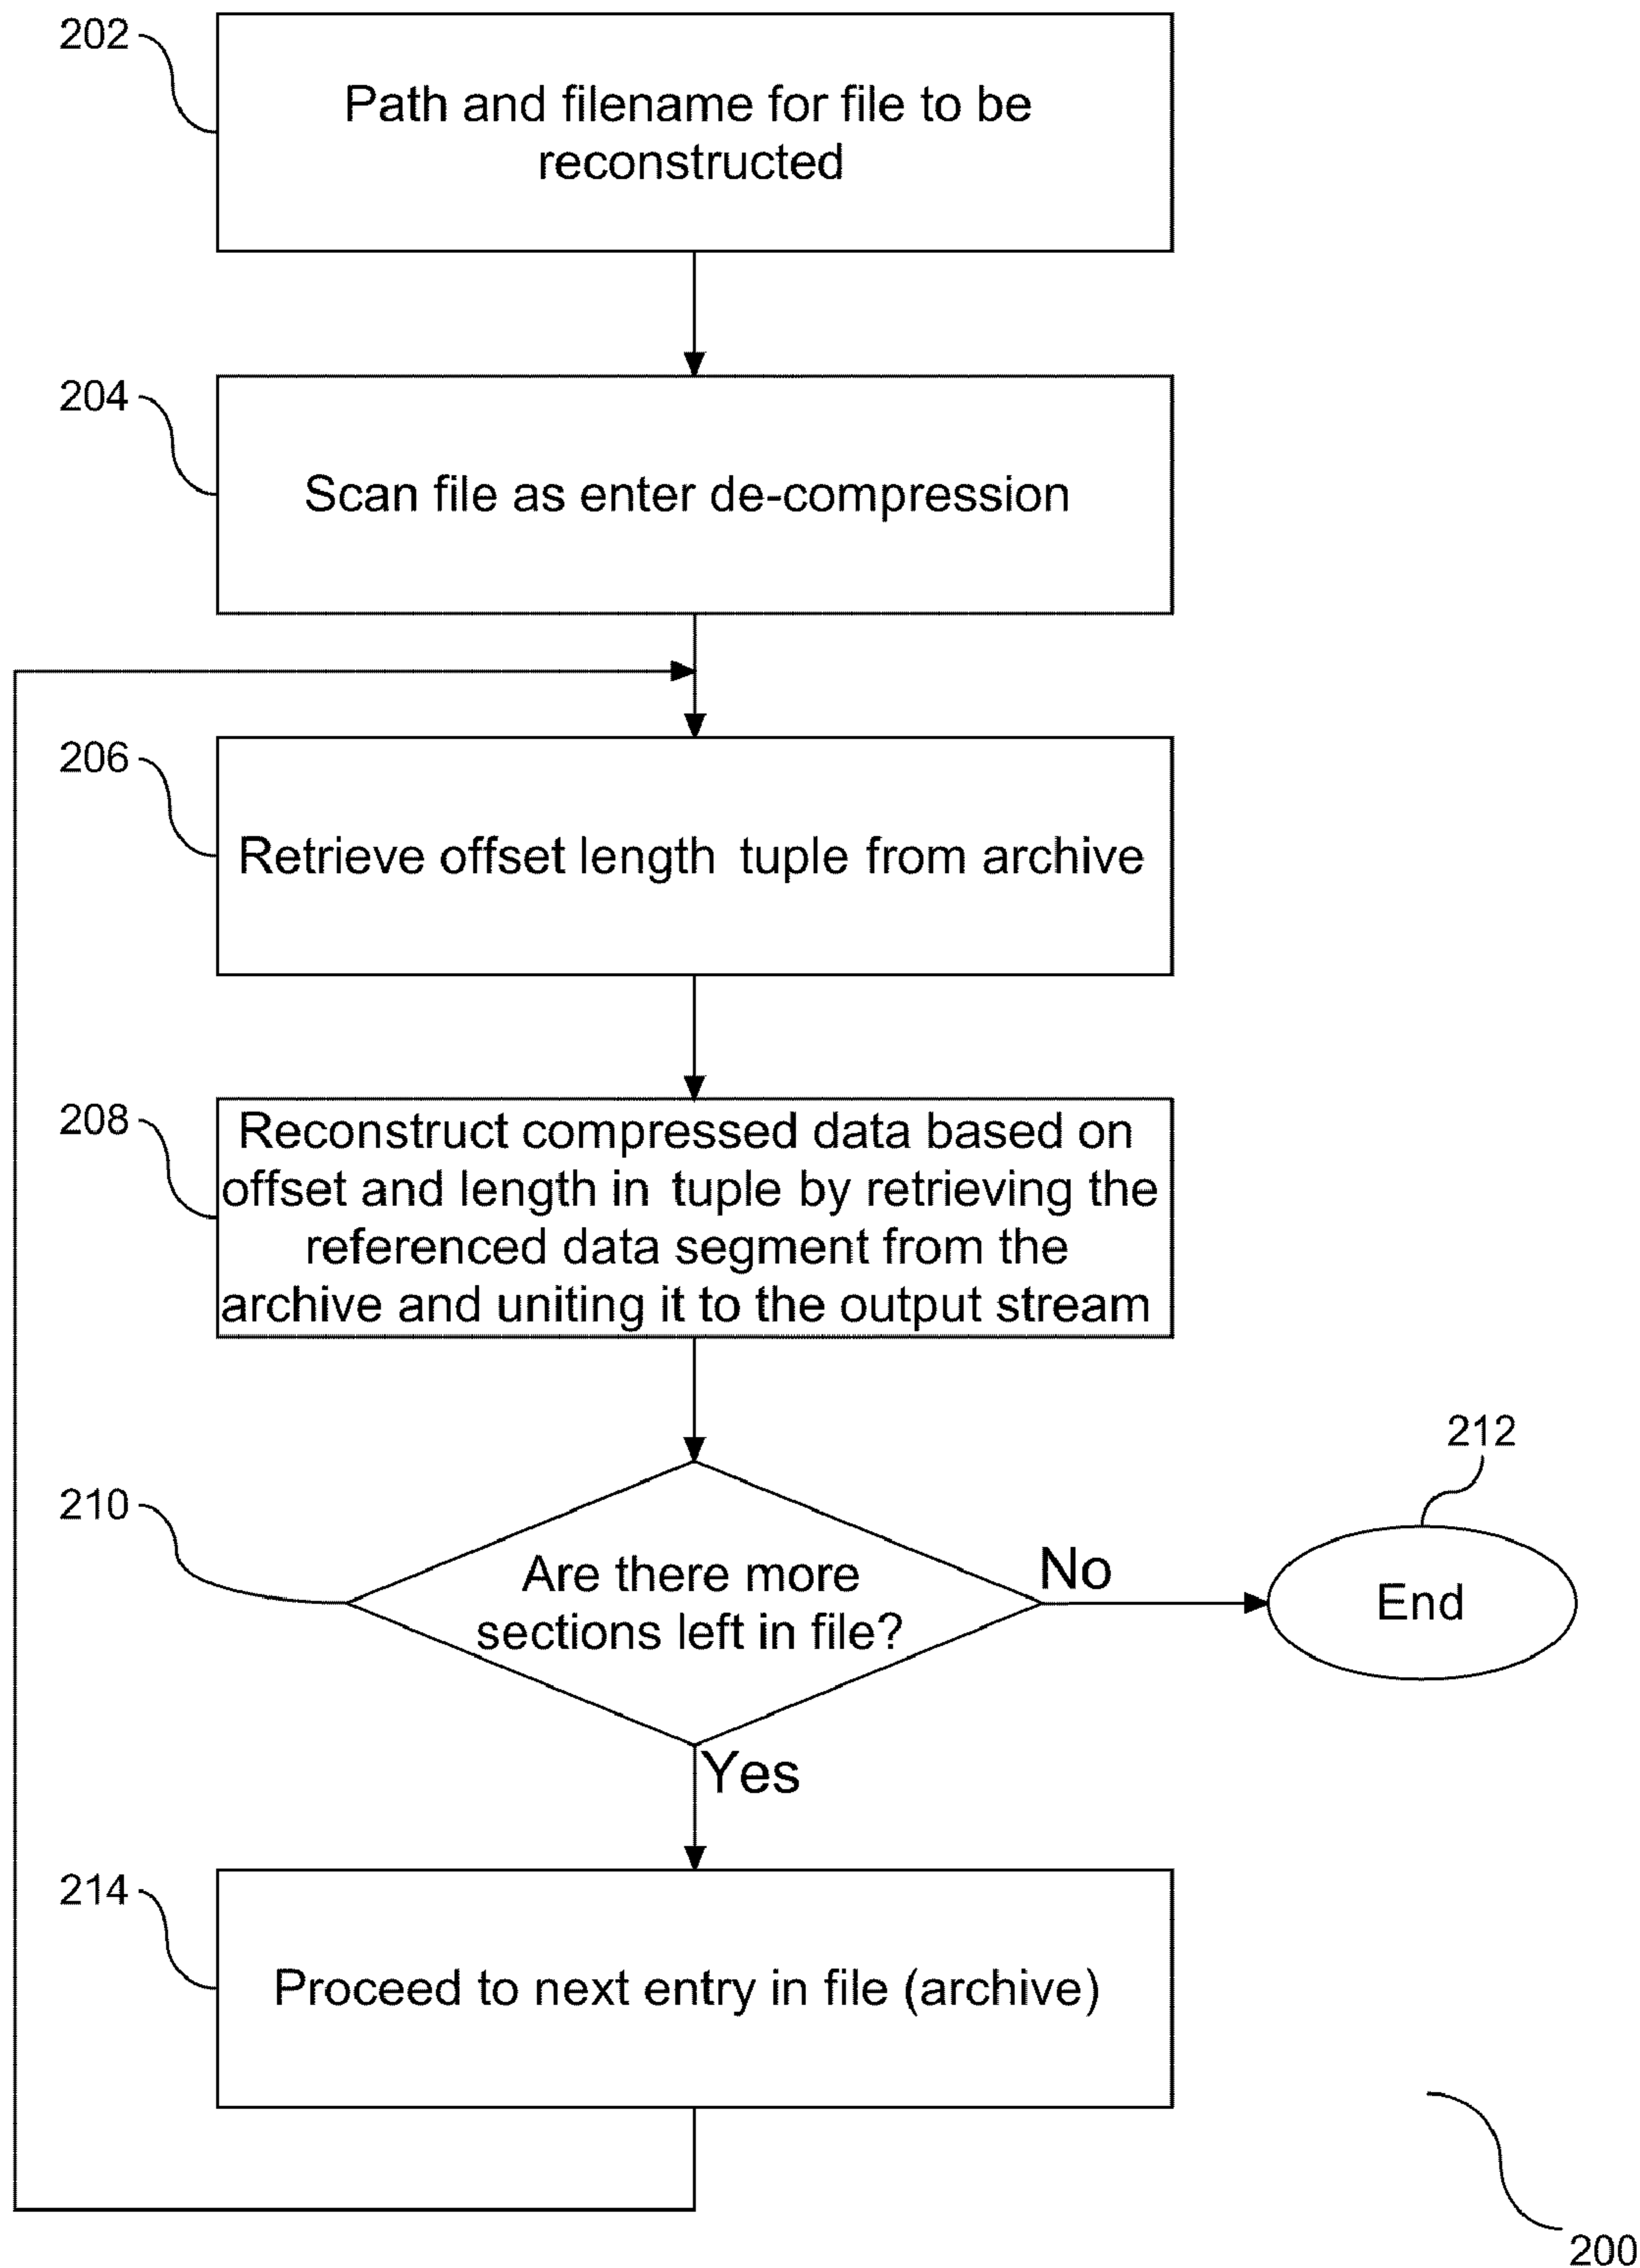 202
Path and filename for file to be
reconstructed
204
Scan file as enter de-compression
206
Retrieve offset length tuple from archive
208
Reconstruct compressed data based on
offset and length in tuple by retrieving the
referenced data segment from the
archive and uniting it to the output stream
212
210
Are there more
sections left in file?
No
End
Yes
214
Proceed to next entry in file (archive)
200